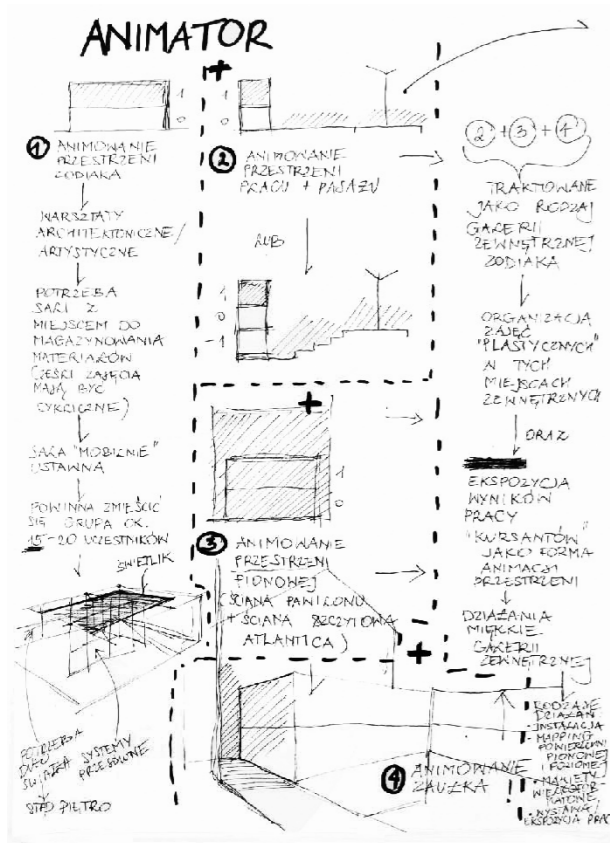 ANIMATOR
+
1
0
① ANIMOWANIE
PRZESTRZENI
ZODIAKA
WARSZTATY
ARCHITEKTONICZNE/
ARTYSTYCZNE
POTRZEBA
SALI Z
MIEJSCEM DO
MAGAZYNOWANIA
MATERIAŁÓW
(CZĘŚCI ZAJĘCIA
MAJĄ BYĆ
CYKLICZNE)
SALA "MOBILNIE"
USTAWNA
POWINNA ZMIEŚCIĆ
SIĘ GRUPA OK.
15-20 UCZESTNIKÓW
ŚWIETLIK
POTRZEBA
DUŻO
ŚWIATŁA
STĄD PIĘTRO
SYSTEMY
PRZESUWNE
1
0
② ANIMOWANIE
PRZESTRZENI
PLACU + PASAŻU
LUB
1
0
-1
+
1
0
③ ANIMOWANIE
PRZESTRZENI
PIONOWEJ
(ŚCIANA PAWILONU
+ ŚCIANA SZCZYTOWA
ATLANTICA)
+
④ ANIMOWANIE
ZAUŁKA
2 + 3 + 4
TRAKTOWANE
JAKO RODZAJ
GALERII
ZEWNĘTRZNEJ
ZODIAKA
ORGANIZACJA
ZAJĘĆ
"PLASTYCZNYCH"
W TYCH
MIEJSCACH
ZEWNĘTRZNYCH
ORAZ
EKSPOZYCJA
WYNIKÓW
PRACY
"KURSANTÓW"
JAKO FORMA
ANIMACJI
PRZESTRZENI
DZIAŁANIA
MIĘKKIE
GALERII
ZEWNĘTRZNEJ
RODZAJE
DZIAŁAŃ
- INSTALACJA
- MAPPING
POWIERZCHNI
PIONOWEJ
I POZIOMEJ
- MAKIETY
WIELKOFOR-
MATOWE
- WYSTAWA/
EKSPOZYCJA PRAC